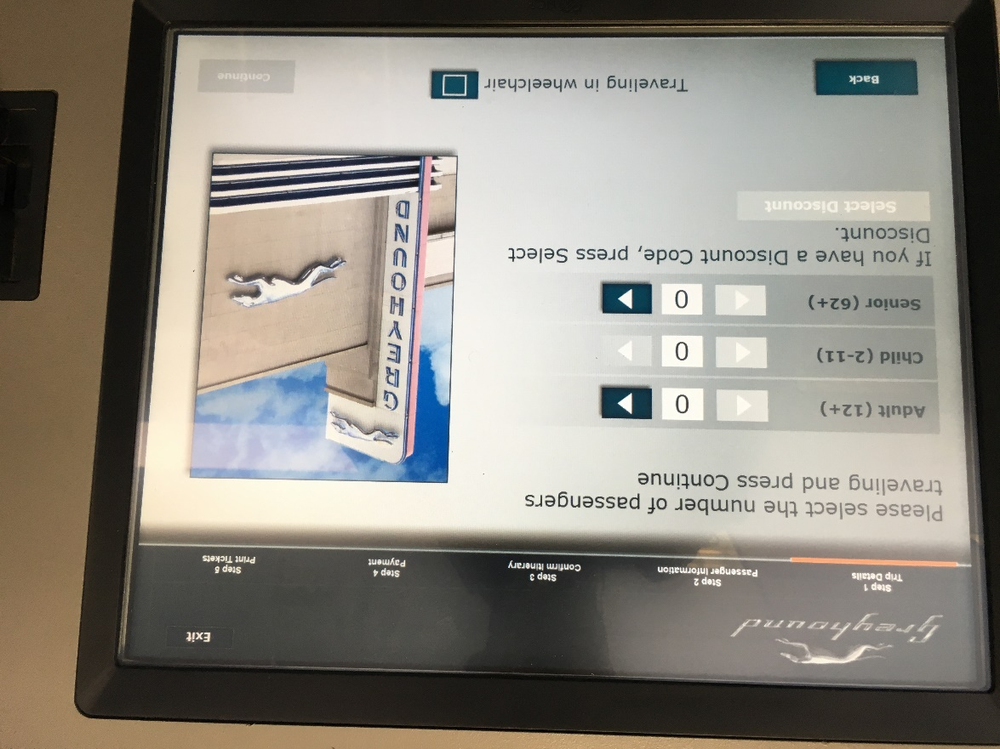 Greyhound
Exit
Step 1
Trip Details
Step 2
Passenger Information
Step 3
Confirm Itinerary
Step 4
Payment
Step 5
Print Tickets
Please select the number of passengers
traveling and press Continue
Adult (12+)
0
Child (2-11)
0
Senior (62+)
0
If you have a Discount Code, press Select
Discount.
Select Discount
GREYHOUND
Back
Traveling in wheelchair
Continue